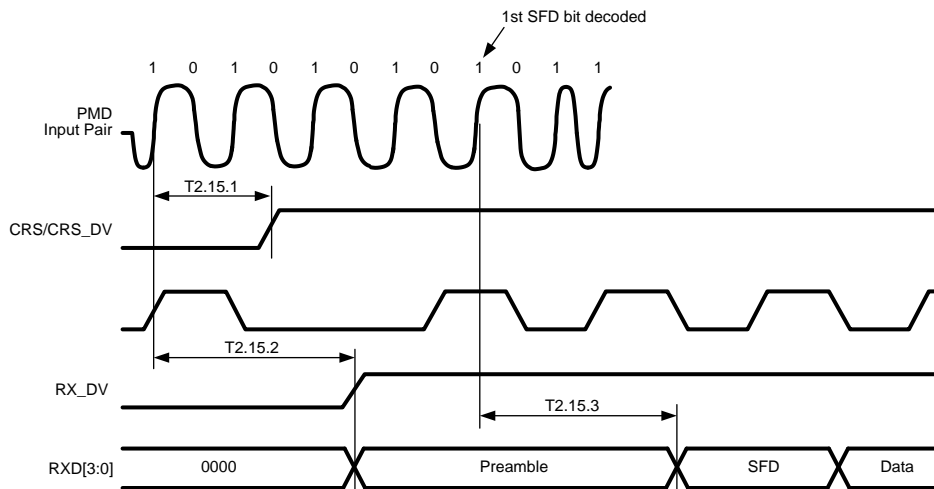 1st SFD bit decoded
1 0 1 0 1 0 1 0 1 0 1 1
PMD
Input Pair
T2.15.1
CRS/CRS_DV
T2.15.2
RX_DV
T2.15.3
RXD[3:0]
0000
Preamble
SFD
Data